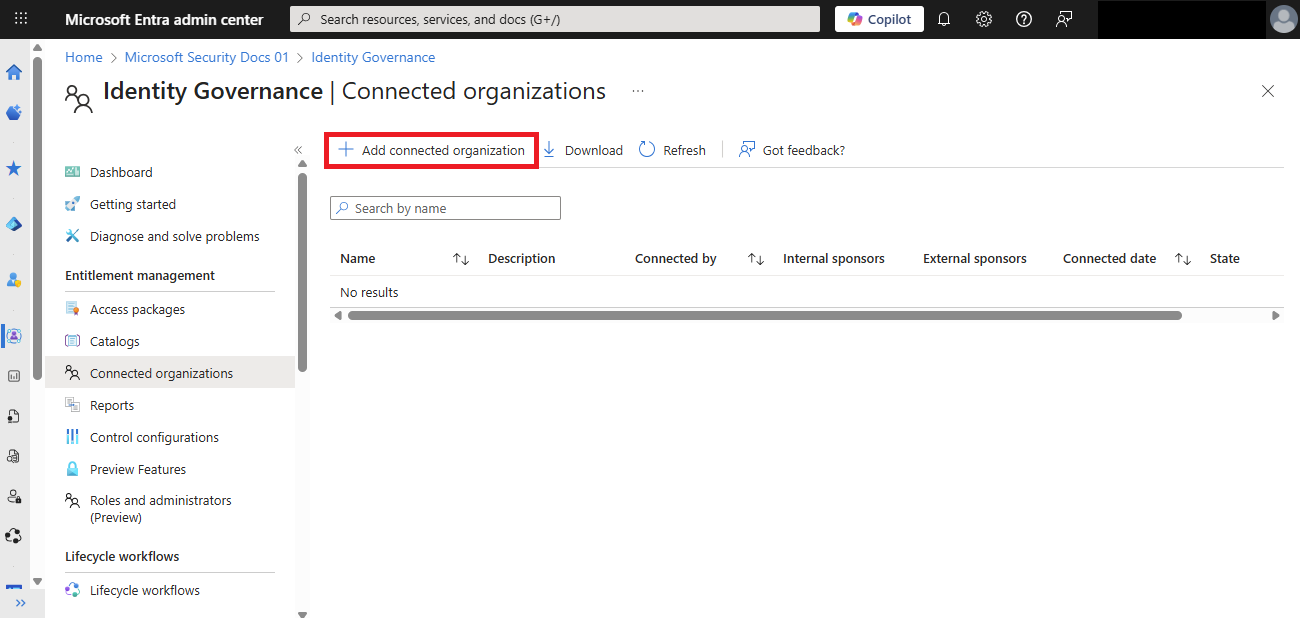 Microsoft Entra admin center
Search resources, services, and docs (G+/)
Copilot
Home > Microsoft Security Docs 01 > Identity Governance
Identity Governance | Connected organizations ...
Add connected organization
Download
Refresh
Got feedback?
Dashboard
Getting started
Diagnose and solve problems
Entitlement management
Access packages
Catalogs
Connected organizations
Reports
Control configurations
Preview Features
Roles and administrators
(Preview)
Lifecycle workflows
Lifecycle workflows
Search by name
Name Description Connected by Internal sponsors External sponsors Connected date State
No results